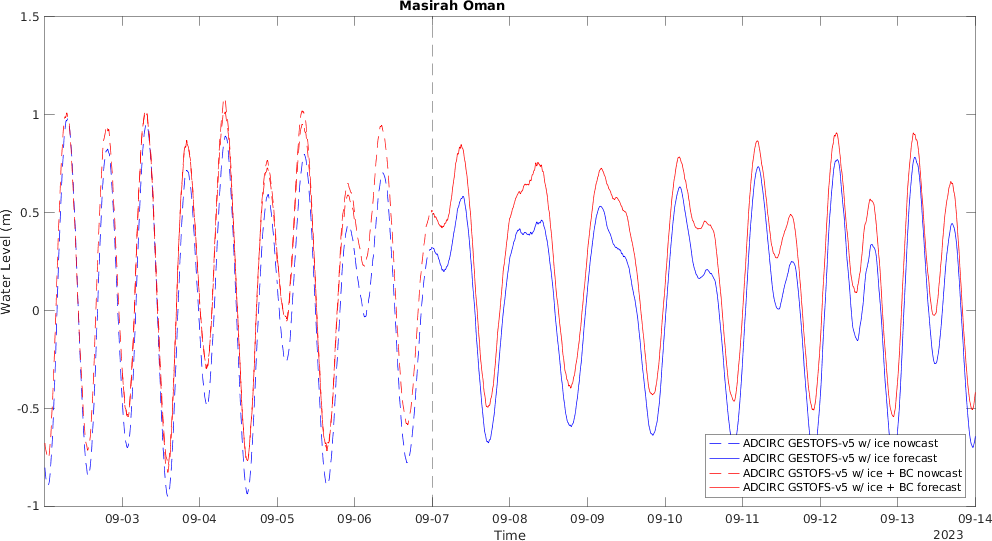 Masirah Oman
1.5
1
0.5
0
-0.5
-1
Water Level (m)
09-03 09-04 09-05 09-06 09-07 09-08 09-09 09-10 09-11 09-12 09-13 09-14
Time
2023
ADCIRC GESTOFS-v5 w/ ice nowcast
ADCIRC GESTOFS-v5 w/ ice forecast
ADCIRC GSTOFS-v5 w/ ice + BC nowcast
ADCIRC GSTOFS-v5 w/ ice + BC forecast